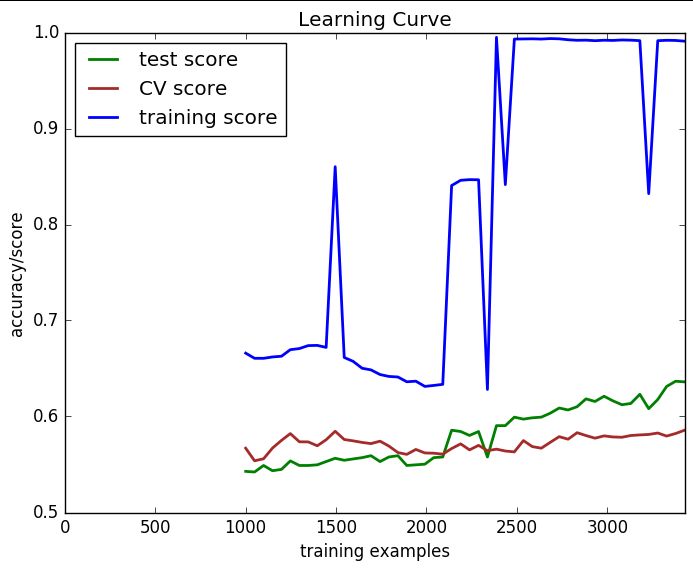 Learning Curve
test score
CV score
training score
accuracy/score
1.0
0.9
0.8
0.7
0.6
0.5
0
500
1000
1500
2000
2500
3000
training examples